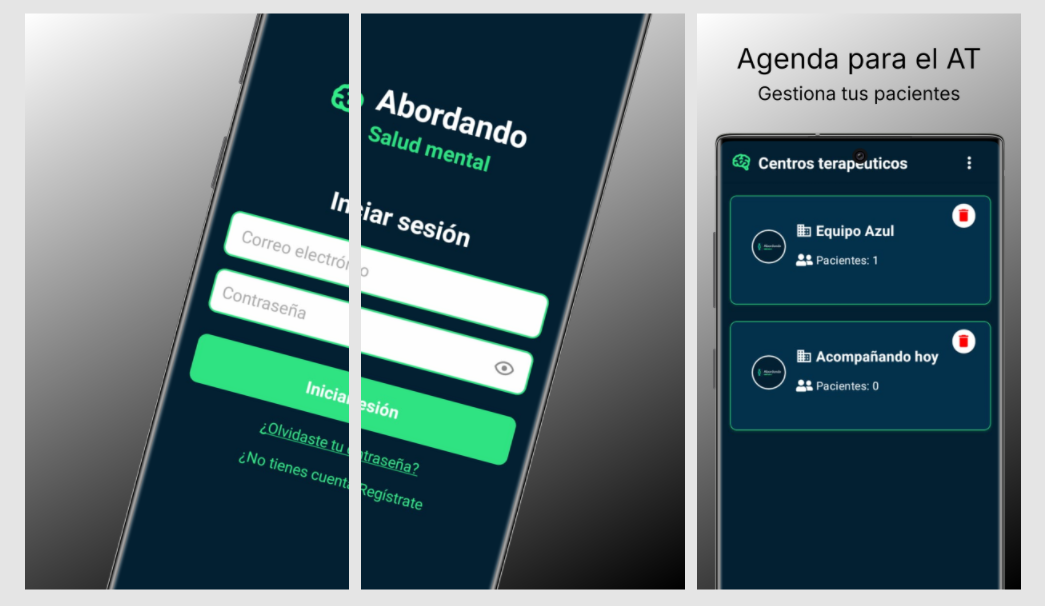 Abordando
Salud mental
Iniciar sesión
Correo electrónico
Contraseña
Iniciar sesión
¿Olvidaste tu contraseña?
¿No tienes cuenta? Regístrate
Agenda para el AT
Gestiona tus pacientes
Centros terapeuticos
Equipo Azul
Pacientes: 1
Acompañando hoy
Pacientes: 0